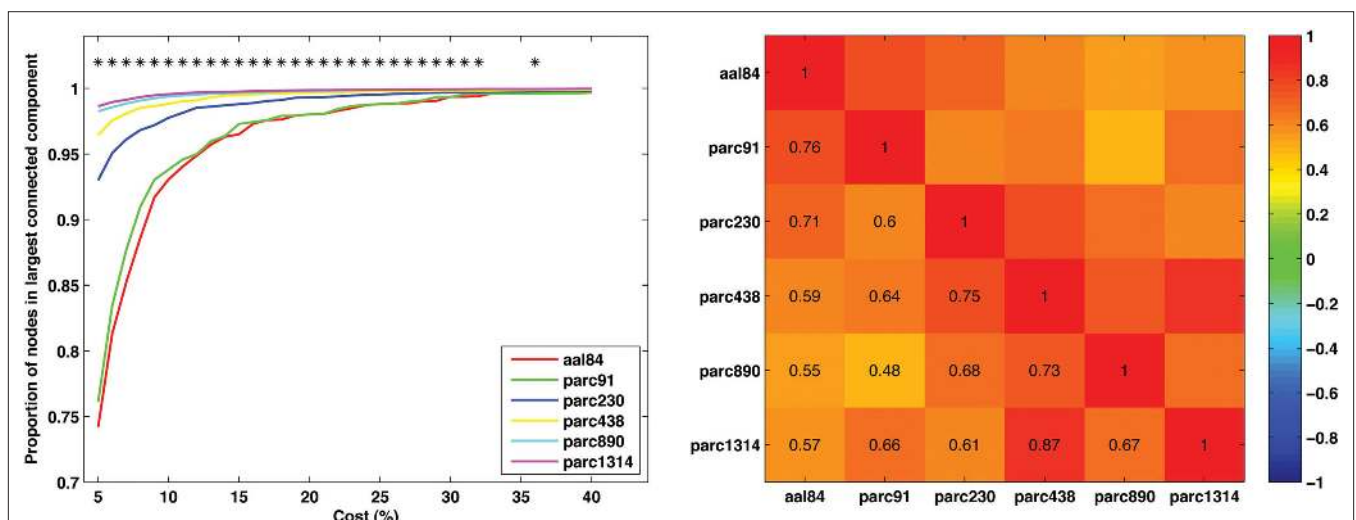 Proportion of nodes in largest connected component
1
0.95
0.9
0.85
0.8
0.75
0.7
* * * * * * * * * * * * * * * * * * * * * * * * * * * * *
aal84
parc91
parc230
parc438
parc890
parc1314
5 10 15 20 25 30 35 40
Cost (%)
aal84 1
parc91 0.76 1
parc230 0.71 0.6 1
parc438 0.59 0.64 0.75 1
parc890 0.55 0.48 0.68 0.73 1
parc1314 0.57 0.66 0.61 0.87 0.67 1
aal84 parc91 parc230 parc438 parc890 parc1314
1
0.8
0.6
0.4
0.2
0
-0.2
-0.4
-0.6
-0.8
-1